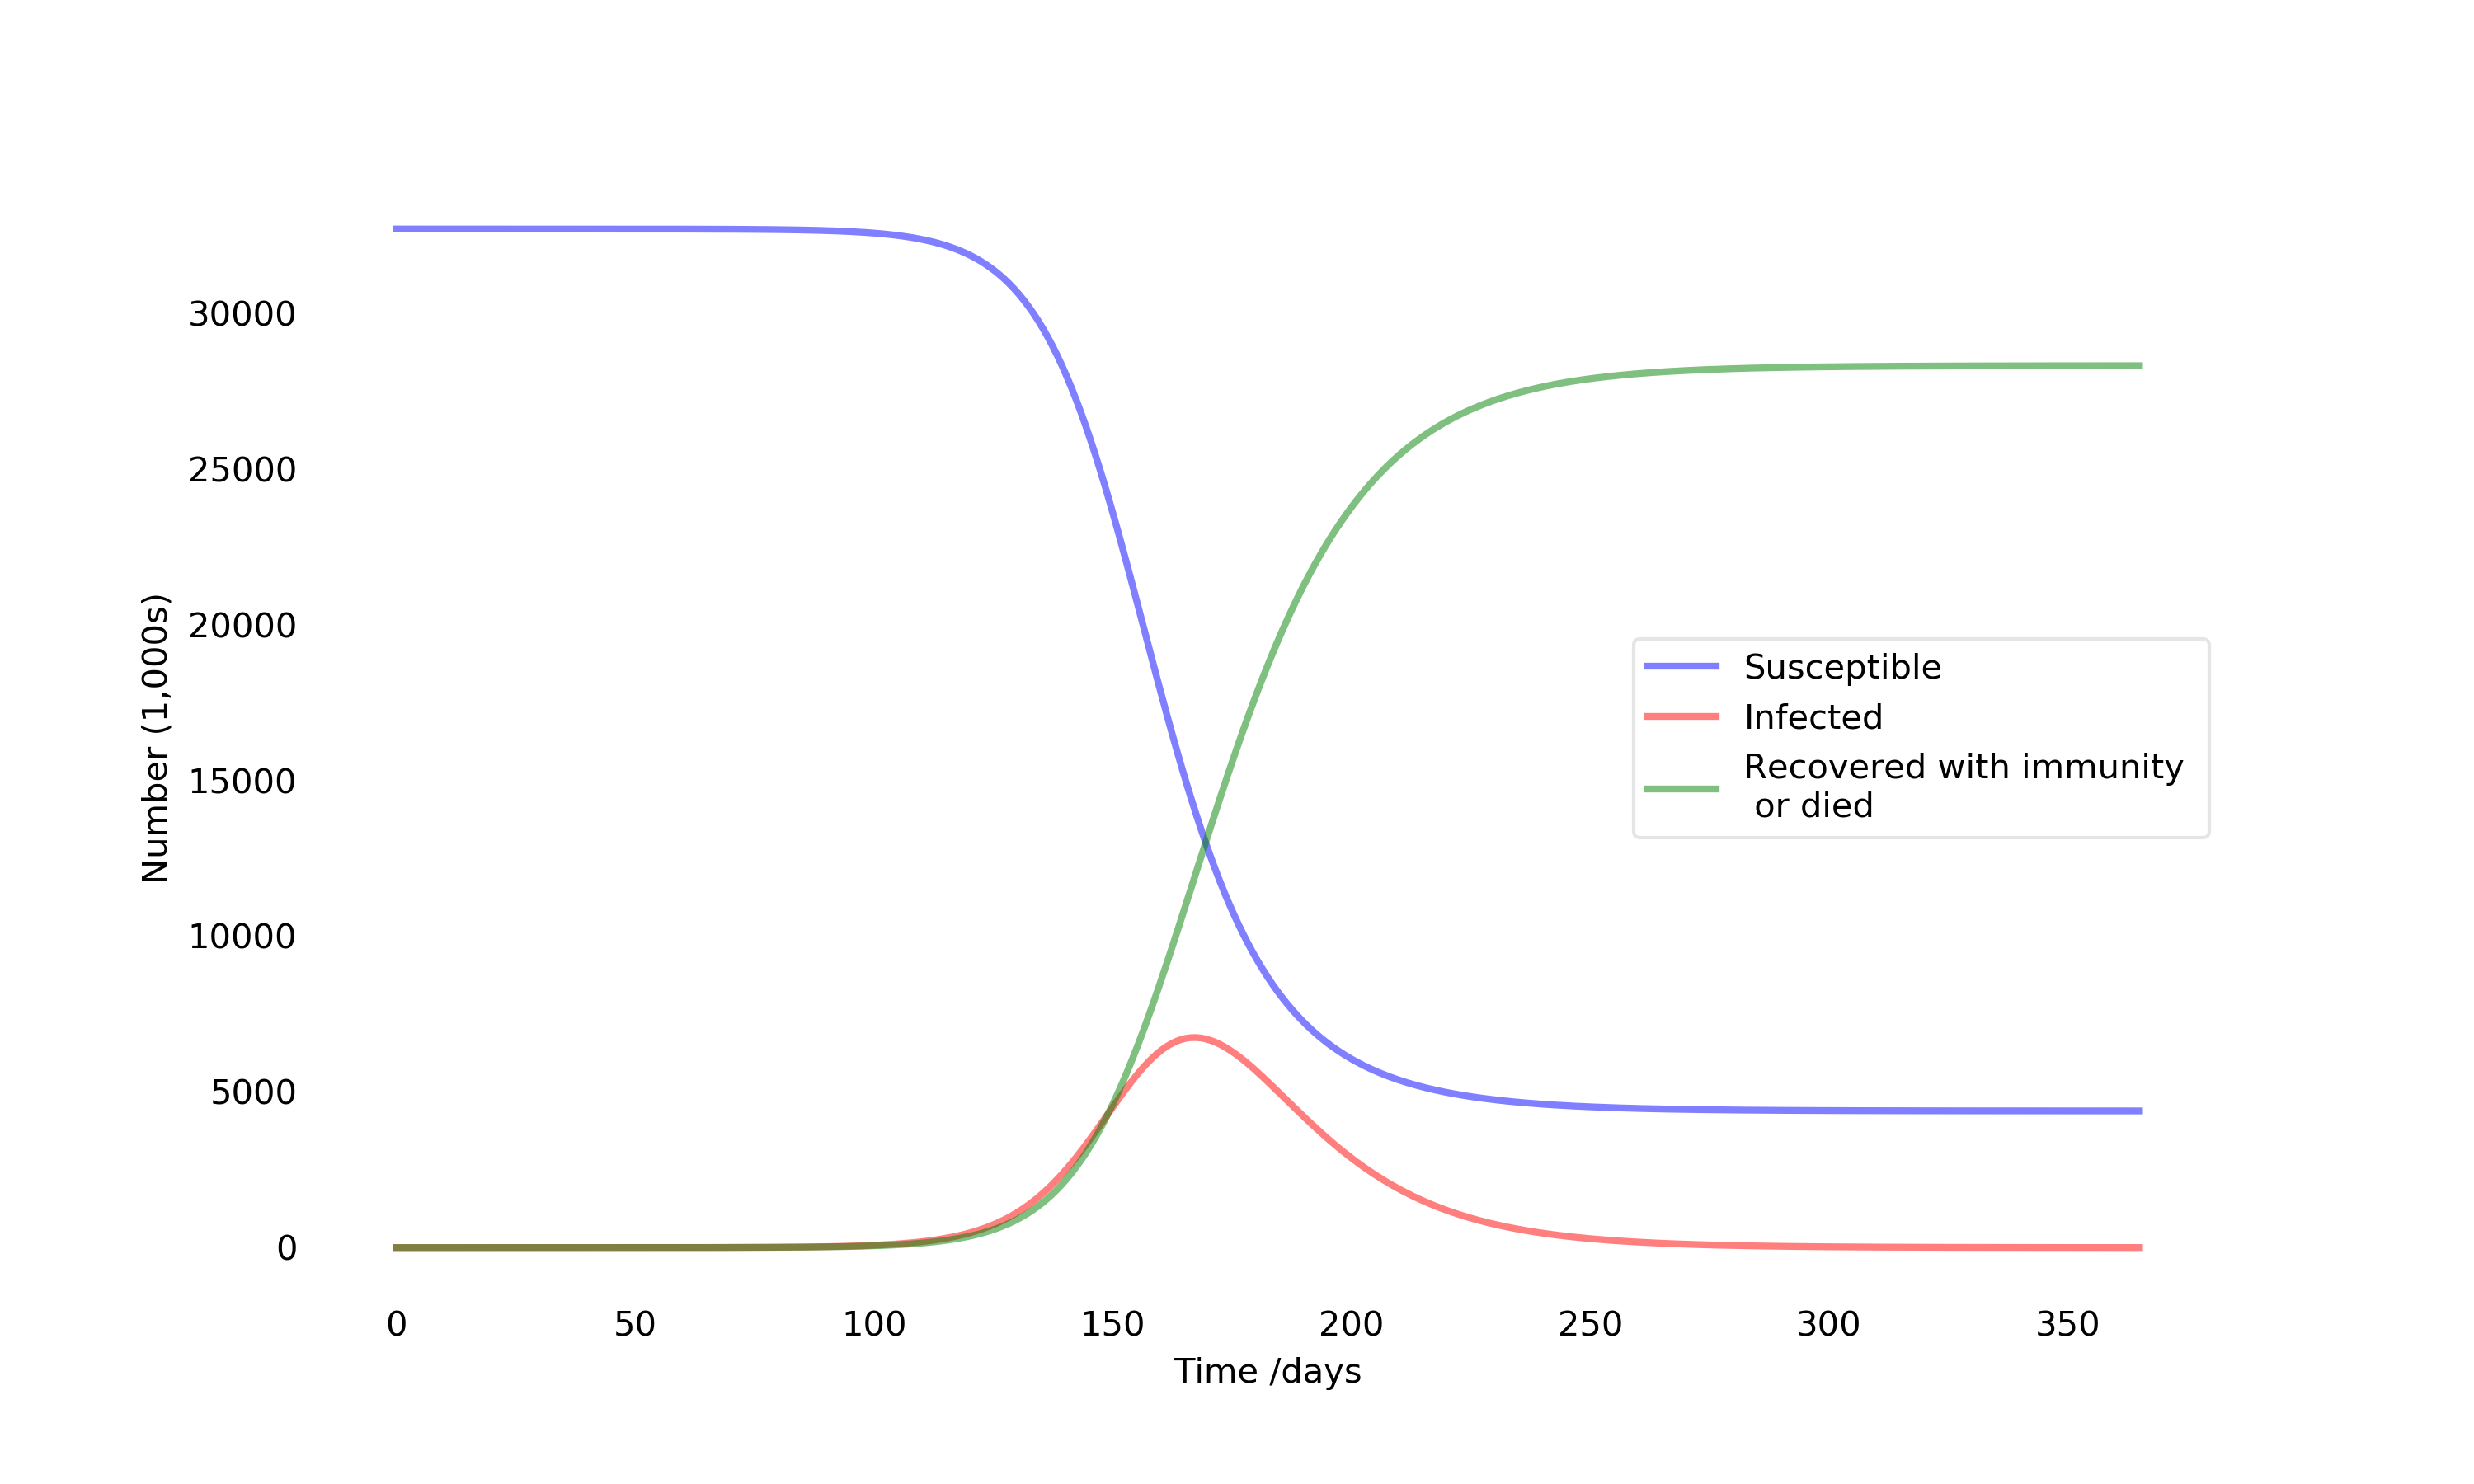 30000
25000
20000
15000
10000
5000
0
Number (1,000s)
Susceptible
Infected
Recovered with immunity
or died
0 50 100 150 200 250 300 350
Time /days